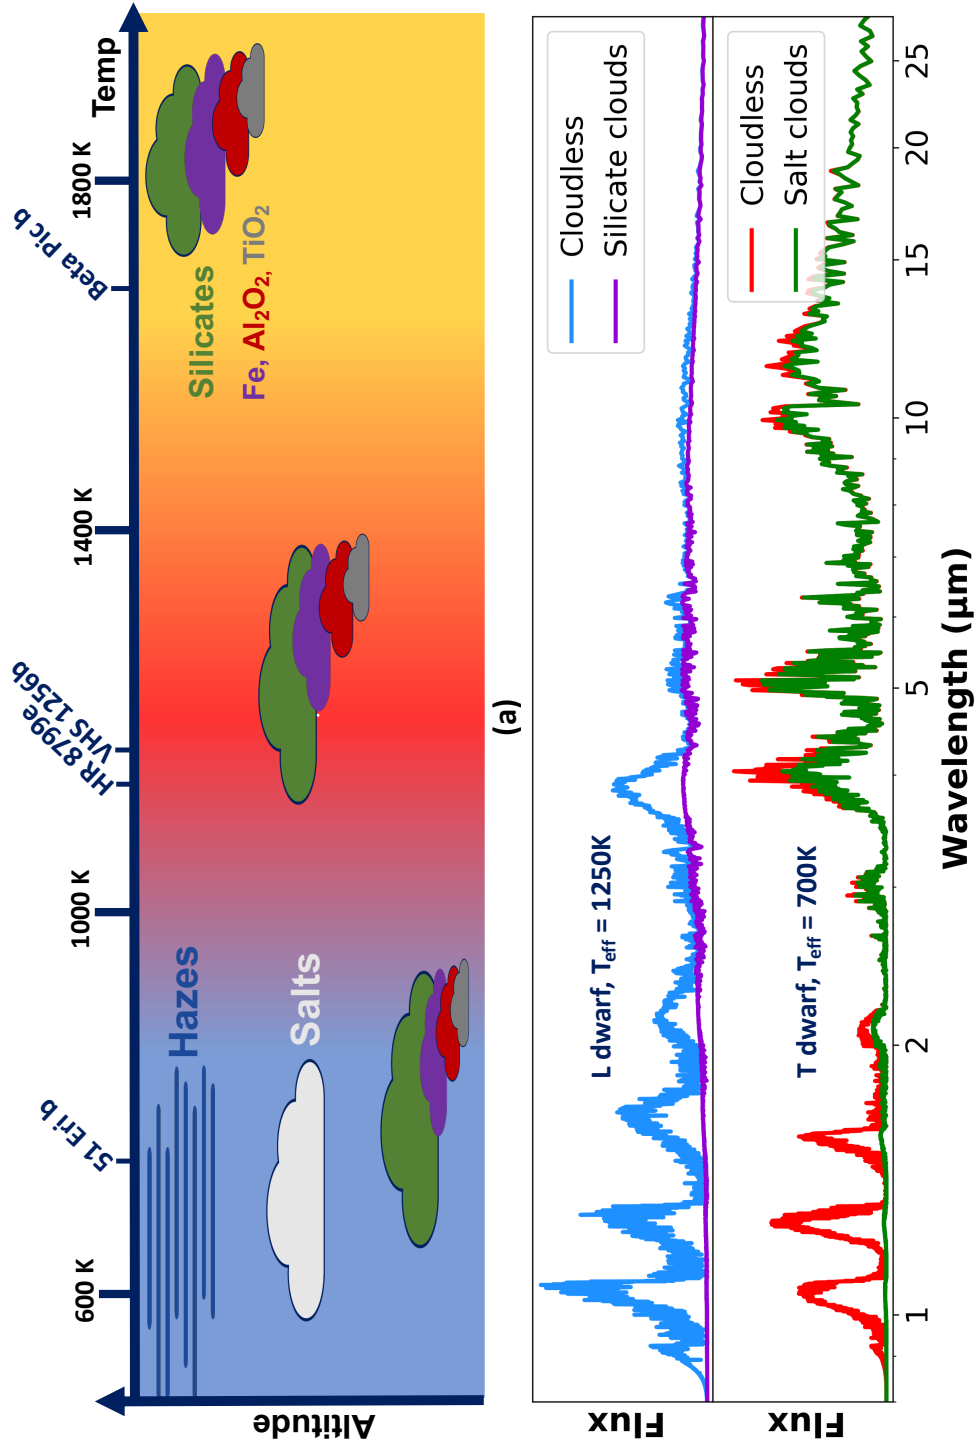 Altitude
600 K
1000 K
1400 K
1800 K
Temp
51 Eri b
HR 8799e
VHS 1256b
Beta Pic b
Hazes
Salts
Silicates
Fe, Al₂O₂, TiO₂
(a)
Flux
L dwarf, Teff = 1250K
Cloudless
Silicate clouds
Flux
T dwarf, Teff = 700K
Cloudless
Salt clouds
1
2
5
10
15
20
25
Wavelength (μm)